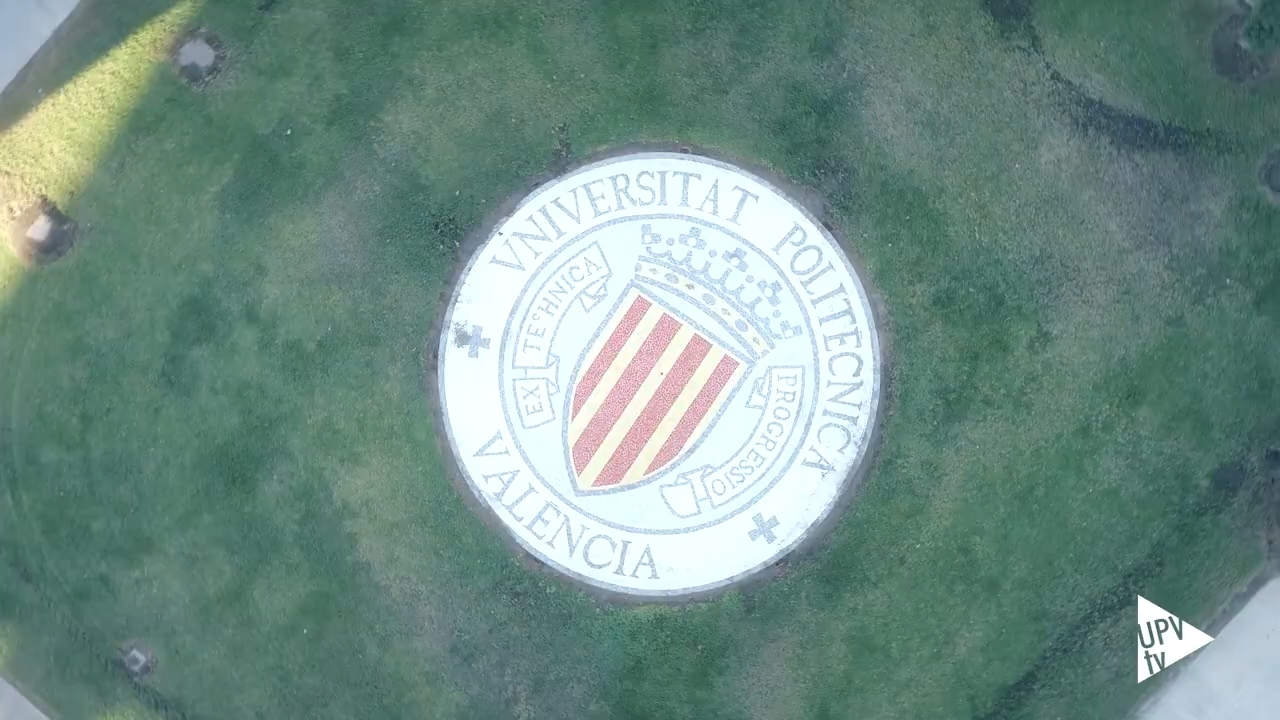 VNIVERSITAT POLITECNICA
VALENCIA
EX TECHNICA
PROGRESSIO
UPV
tv